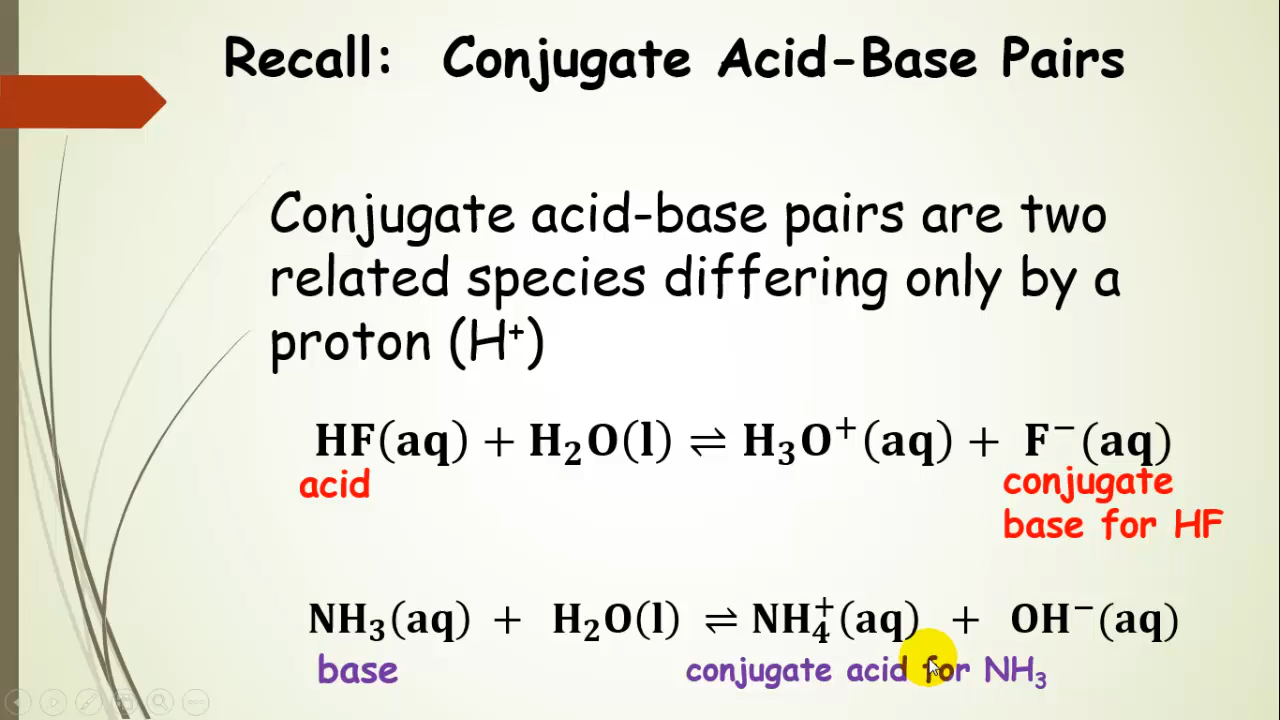 Recall: Conjugate Acid-Base Pairs
Conjugate acid-base pairs are two
related species differing only by a
proton (H⁺)
HF(aq) + H₂O(l) ⇌ H₃O⁺(aq) + F⁻(aq)
acid
conjugate
base for HF
NH₃(aq) + H₂O(l) ⇌ NH₄⁺(aq) + OH⁻(aq)
base
conjugate acid for NH₃